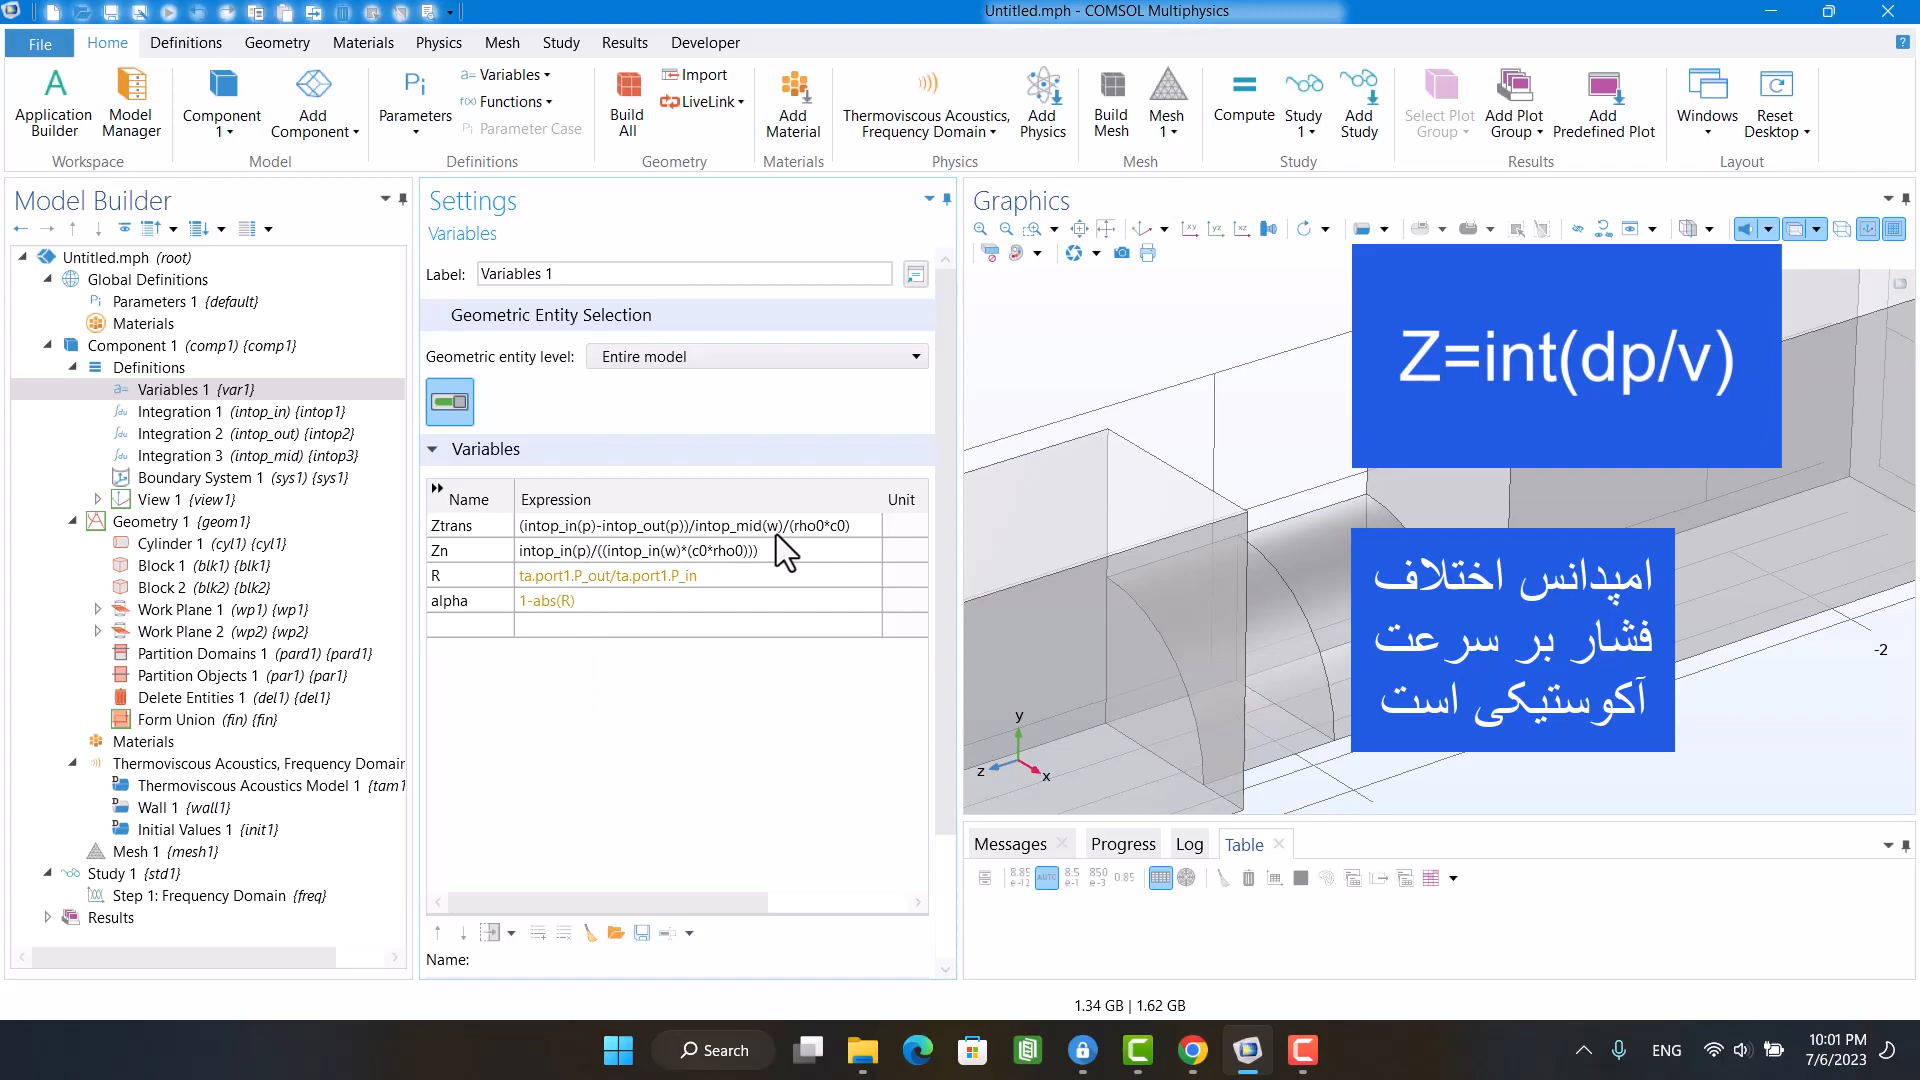 Untitled.mph - COMSOL Multiphysics
File Home Definitions Geometry Materials Physics Mesh Study Results Developer
Application Builder
Model Manager
Workspace
Component 1
Add Component
Model
Parameters
a= Variables
f(x) Functions
Pi Parameter Case
Definitions
Build All
Import
LiveLink
Geometry
Add Material
Materials
Thermoviscous Acoustics, Frequency Domain
Add Physics
Physics
Build Mesh
Mesh 1
Mesh
Compute
Study 1
Add Study
Study
Select Plot Group
Add Plot Group
Add Predefined Plot
Results
Windows
Reset Desktop
Layout
Model Builder
Untitled.mph (root)
Global Definitions
Pi Parameters 1 {default}
Materials
Component 1 (comp1) {comp1}
Definitions
a= Variables 1 {var1}
Integration 1 (intop_in) {intop1}
Integration 2 (intop_out) {intop2}
Integration 3 (intop_mid) {intop3}
Boundary System 1 (sys1) {sys1}
View 1 {view1}
Geometry 1 {geom1}
Cylinder 1 (cyl1) {cyl1}
Block 1 (blk1) {blk1}
Block 2 (blk2) {blk2}
Work Plane 1 (wp1) {wp1}
Work Plane 2 (wp2) {wp2}
Partition Domains 1 (pard1) {pard1}
Partition Objects 1 (par1) {par1}
Delete Entities 1 (del1) {del1}
Form Union (fin) {fin}
Materials
Thermoviscous Acoustics, Frequency Domain
Thermoviscous Acoustics Model 1 {tam1
Wall 1 {wall1}
Initial Values 1 {init1}
Mesh 1 {mesh1}
Study 1 {std1}
Step 1: Frequency Domain {freq}
Results
Settings
Variables
Label: Variables 1
Geometric Entity Selection
Geometric entity level: Entire model
Variables
Name Expression Unit
Ztrans (intop_in(p)-intop_out(p))/intop_mid(w)/(rho0*c0)
Zn intop_in(p)/((intop_in(w)*(c0*rho0)))
R ta.port1.P_out/ta.port1.P_in
alpha 1-abs(R)
Name:
Graphics
Z=int(dp/v)
امپدانس اختلاف
فشار بر سرعت
آکوستیکی است
-2
y
z
x
Messages Progress Log Table
8.85 e-12 AUTO 8.5 e-1 850 e-3 0.85
1.34 GB | 1.62 GB
Search
ENG
10:01 PM
7/6/2023